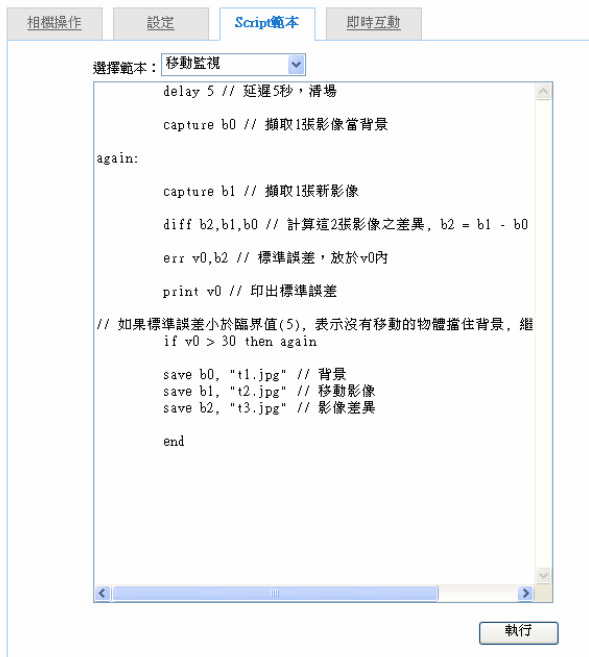 相機操作 設定 Script範本 即時互動
選擇範本： 移動監視
delay 5 // 延遲5秒，清場
capture b0 // 擷取1張影像當背景
again:
capture b1 // 擷取1張新影像
diff b2,b1,b0 // 計算這2張影像之差異, b2 = b1 - b0
err v0,b2 // 標準誤差，放於v0內
print v0 // 印出標準誤差
// 如果標準誤差小於臨界值(5), 表示沒有移動的物體擋住背景, 繼
if v0 > 30 then again
save b0, "t1.jpg" // 背景
save b1, "t2.jpg" // 移動影像
save b2, "t3.jpg" // 影像差異
end
執行